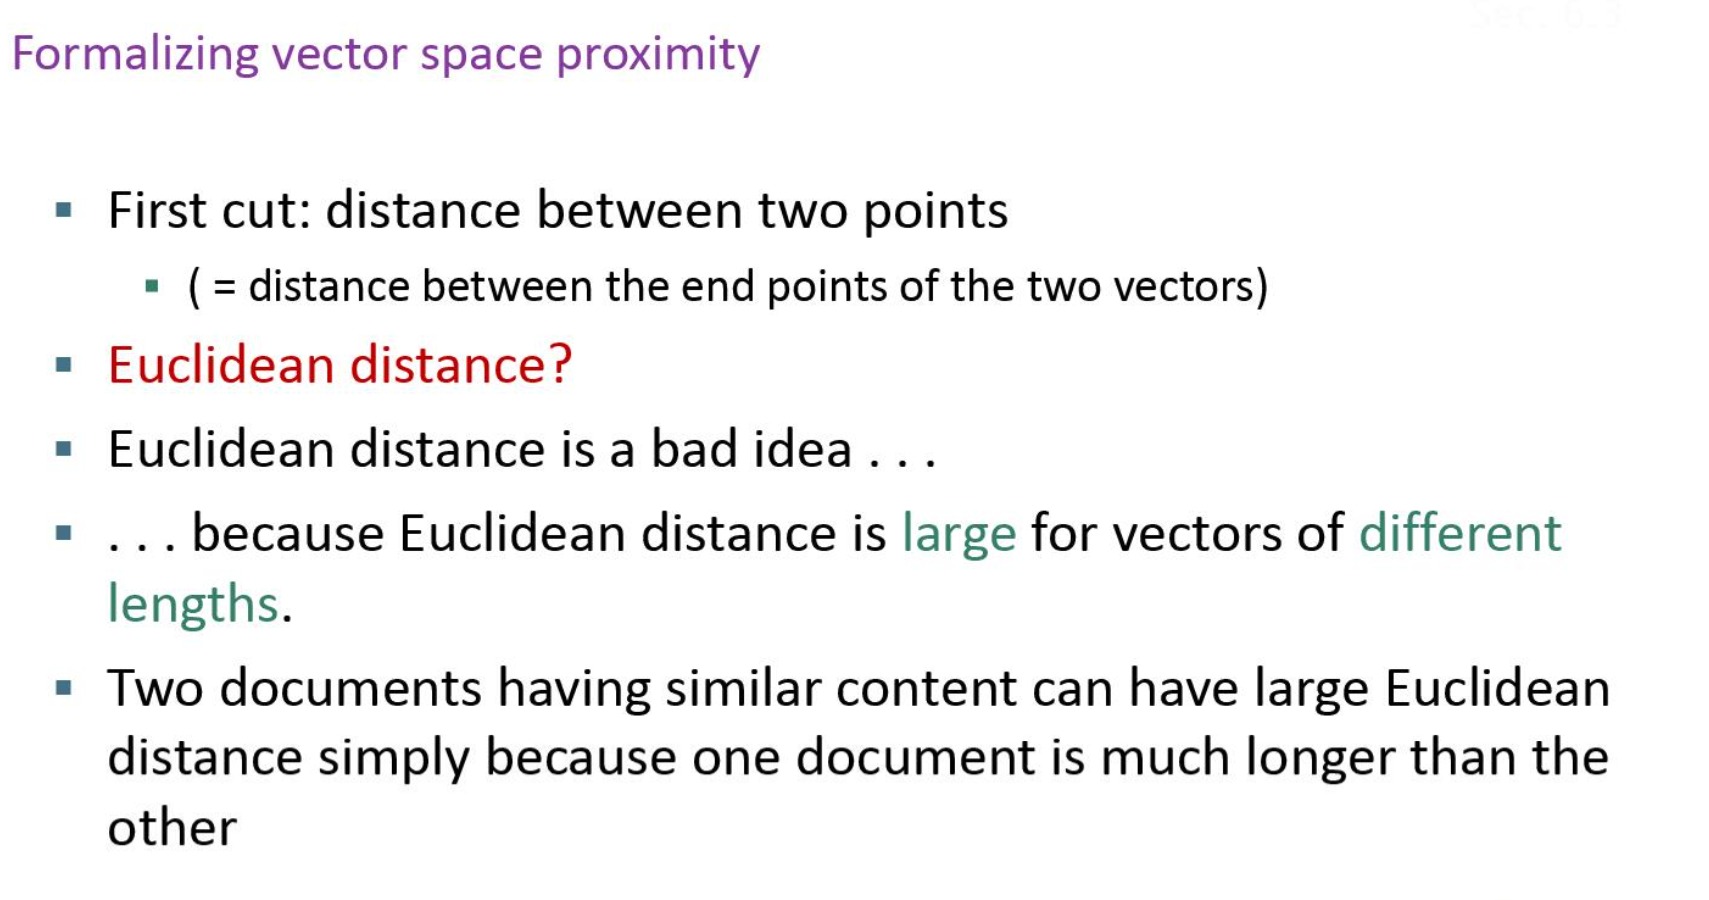 Sec. 6.3
Formalizing vector space proximity
▪ First cut: distance between two points
▪ ( = distance between the end points of the two vectors)
▪ Euclidean distance?
▪ Euclidean distance is a bad idea . . .
▪ . . . because Euclidean distance is large for vectors of different
lengths.
▪ Two documents having similar content can have large Euclidean
distance simply because one document is much longer than the
other